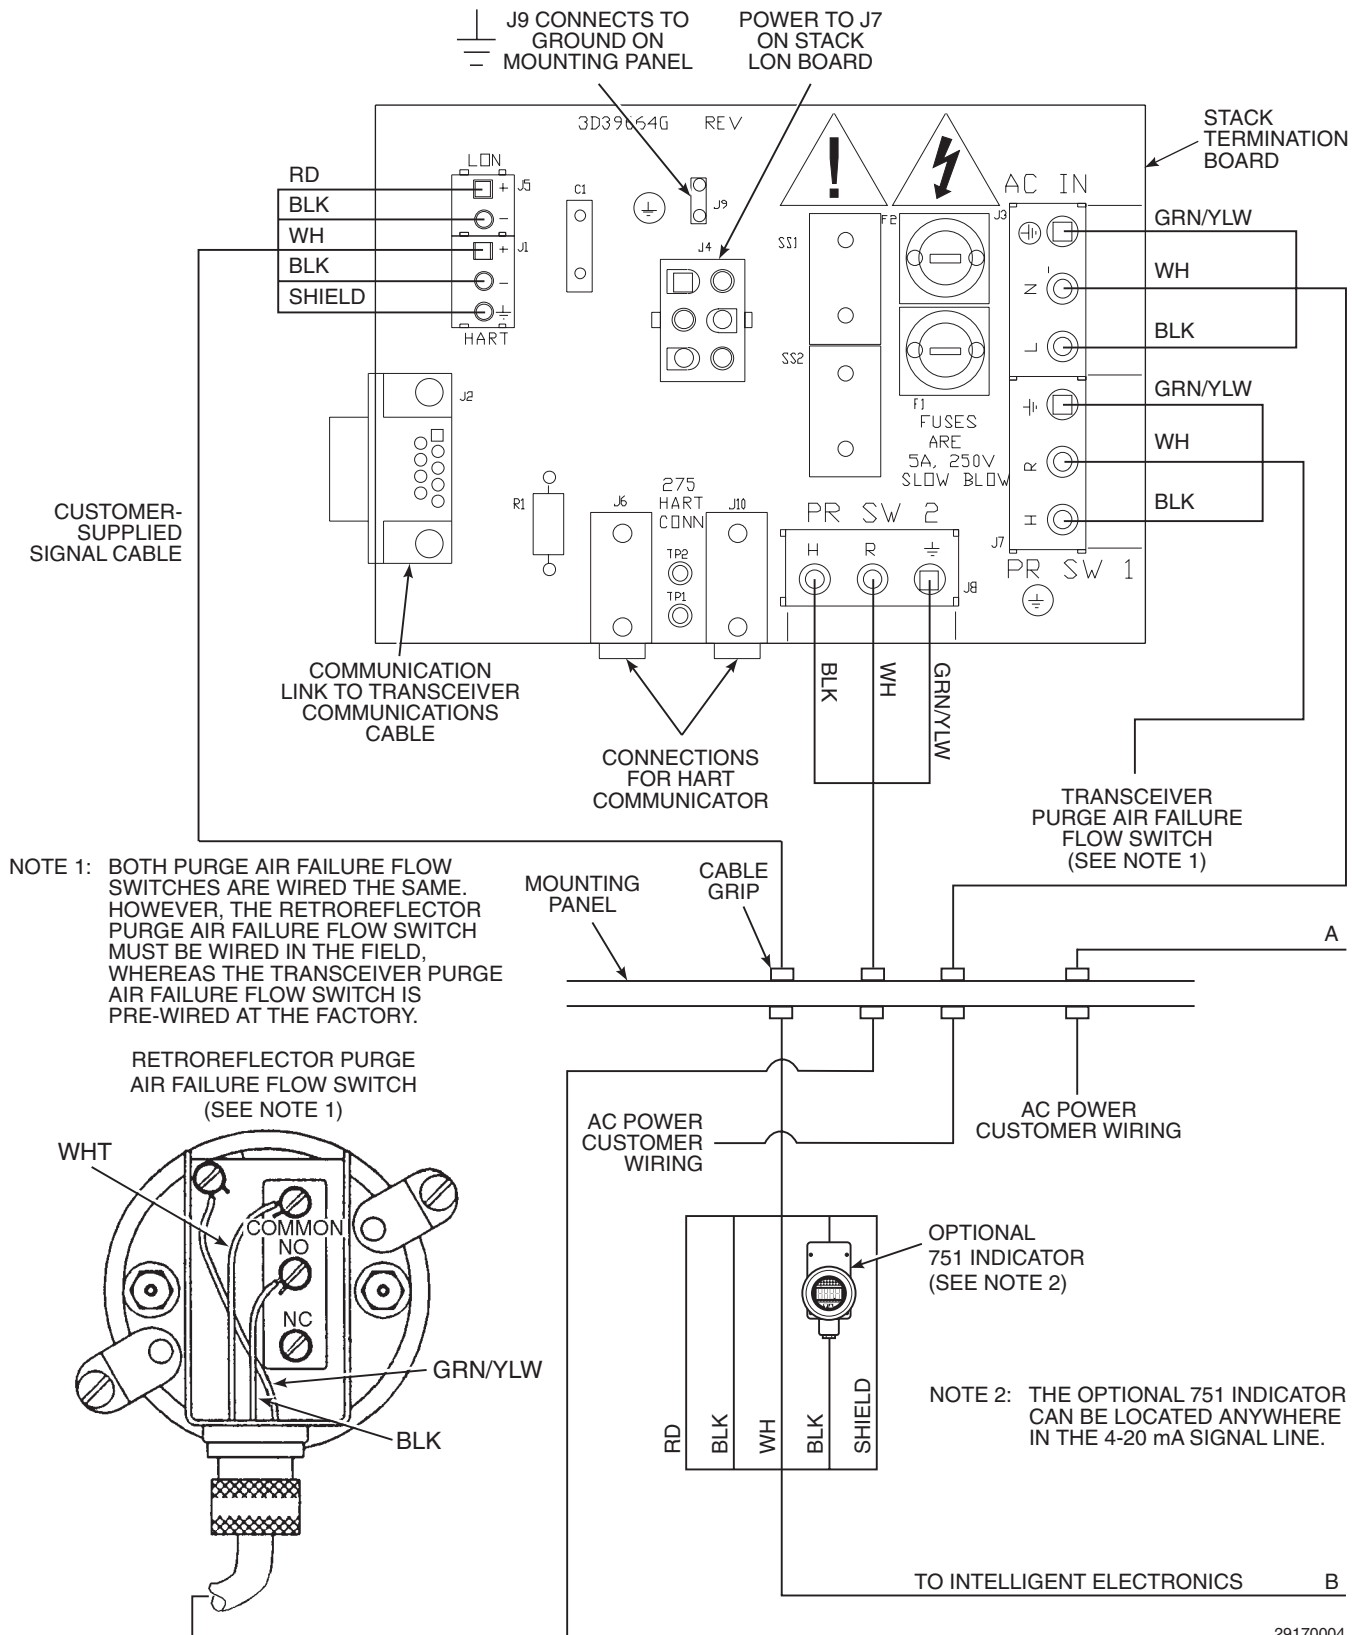 J9 CONNECTS TO
GROUND ON
MOUNTING PANEL
POWER TO J7
ON STACK
LON BOARD
STACK
TERMINATION
BOARD
3D39664G REV
LON
RD
BLK
WH
BLK
SHIELD
J5
+
-
J1
+
-
HART
C1
J9
J4
SS1
SS2
F2
!
J3
AC IN
N
L
GRN/YLW
WH
BLK
F1
FUSES
ARE
5A, 250V
SLOW BLOW
R
H
GRN/YLW
WH
BLK
J7
PR SW 1
J2
R1
J6
275
HART
CONN
J10
TP2
TP1
PR SW 2
H
R
J8
BLK
WH
GRN/YLW
CUSTOMER-
SUPPLIED
SIGNAL CABLE
COMMUNICATION
LINK TO TRANSCEIVER
COMMUNICATIONS
CABLE
CONNECTIONS
FOR HART
COMMUNICATOR
TRANSCEIVER
PURGE AIR FAILURE
FLOW SWITCH
(SEE NOTE 1)
NOTE 1: BOTH PURGE AIR FAILURE FLOW
SWITCHES ARE WIRED THE SAME.
HOWEVER, THE RETROREFLECTOR
PURGE AIR FAILURE FLOW SWITCH
MUST BE WIRED IN THE FIELD,
WHEREAS THE TRANSCEIVER PURGE
AIR FAILURE FLOW SWITCH IS
PRE-WIRED AT THE FACTORY.
MOUNTING
PANEL
CABLE
GRIP
A
RETROREFLECTOR PURGE
AIR FAILURE FLOW SWITCH
(SEE NOTE 1)
AC POWER
CUSTOMER
WIRING
AC POWER
CUSTOMER WIRING
WHT
COMMON
NO
NC
GRN/YLW
BLK
OPTIONAL
751 INDICATOR
(SEE NOTE 2)
RD
BLK
WH
BLK
SHIELD
NOTE 2: THE OPTIONAL 751 INDICATOR
CAN BE LOCATED ANYWHERE
IN THE 4-20 mA SIGNAL LINE.
TO INTELLIGENT ELECTRONICS B
29170004